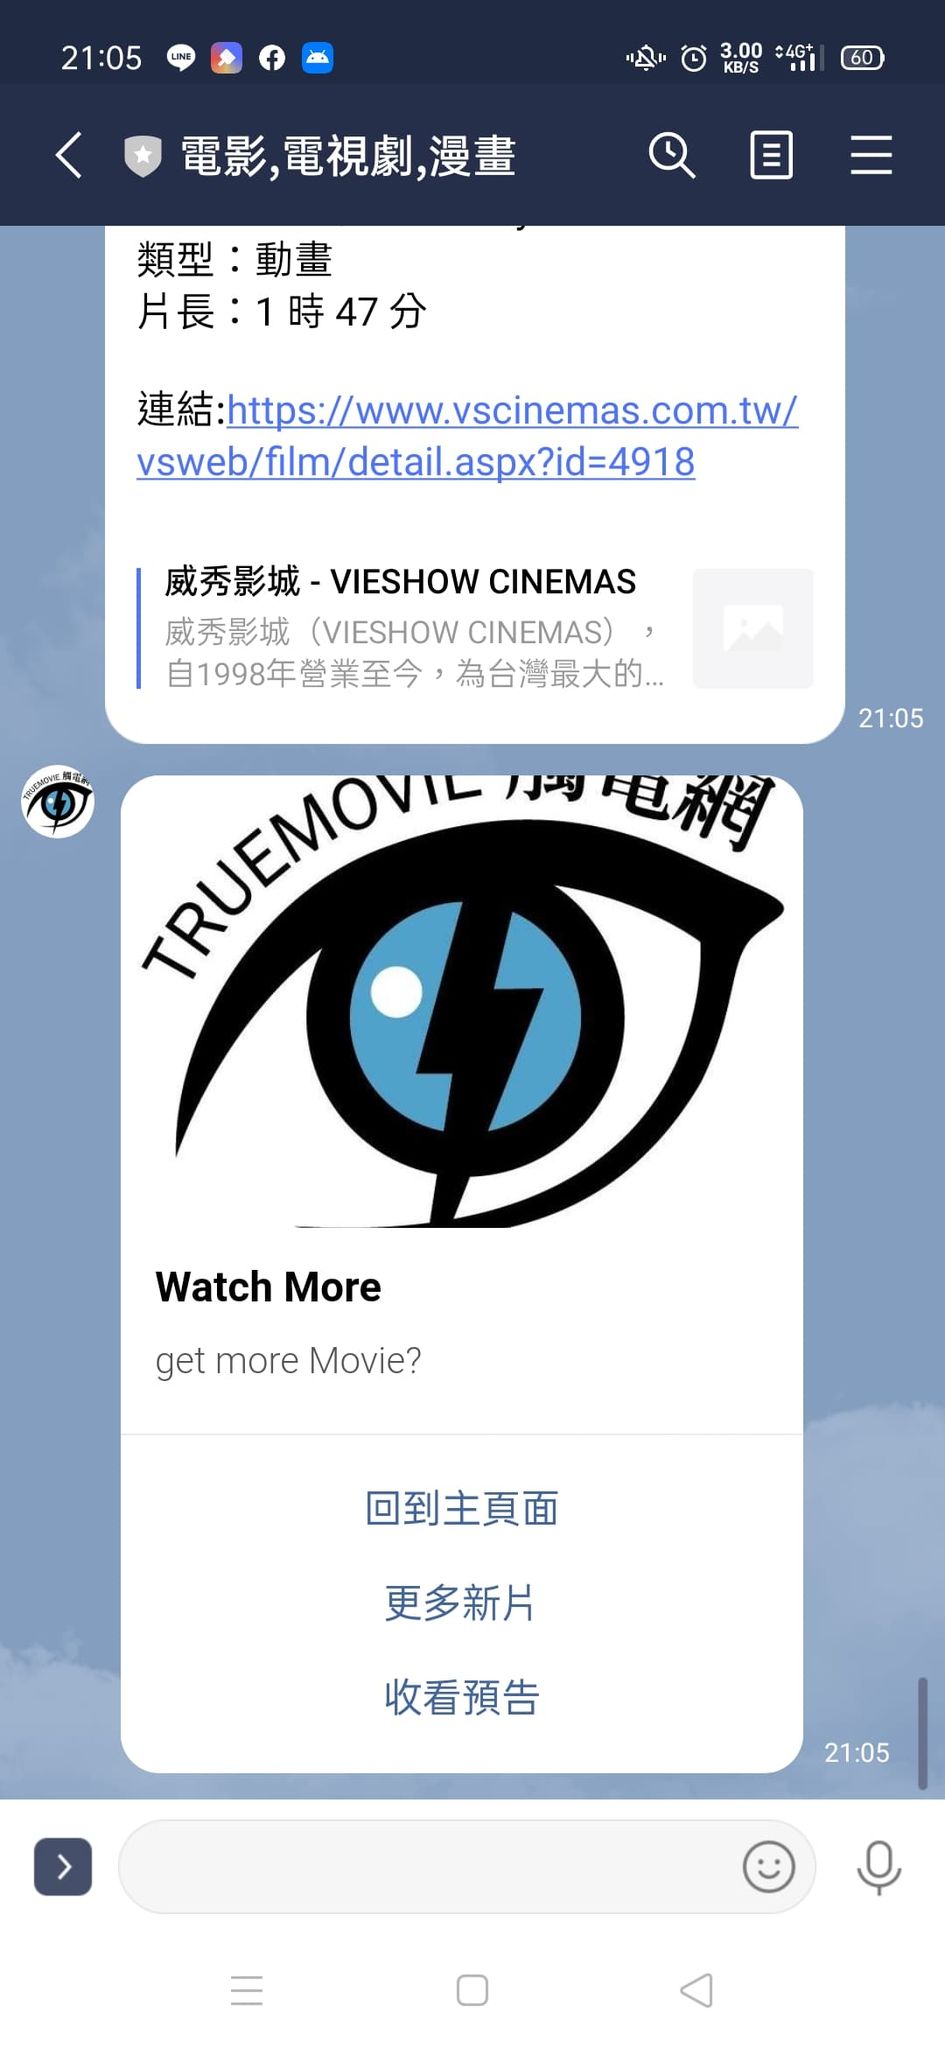 21:05 LINE 3.00 KB/S 4G+ 60
電影,電視劇,漫畫
類型：動畫
片長：1 時 47 分
連結:https://www.vscinemas.com.tw/
vsweb/film/detail.aspx?id=4918
威秀影城 - VIESHOW CINEMAS
威秀影城（VIESHOW CINEMAS），
自1998年營業至今，為台灣最大的...
21:05
TRUEMOVIE 觸電網
TRUEMOVIE 觸電網
Watch More
get more Movie?
回到主頁面
更多新片
收看預告
21:05